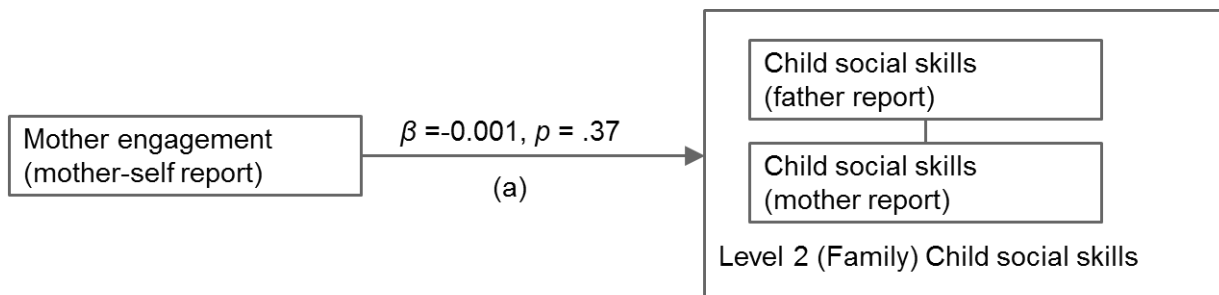 Mother engagement
(mother-self report)
β =-0.001, p = .37
(a)
Child social skills
(father report)
Child social skills
(mother report)
Level 2 (Family) Child social skills